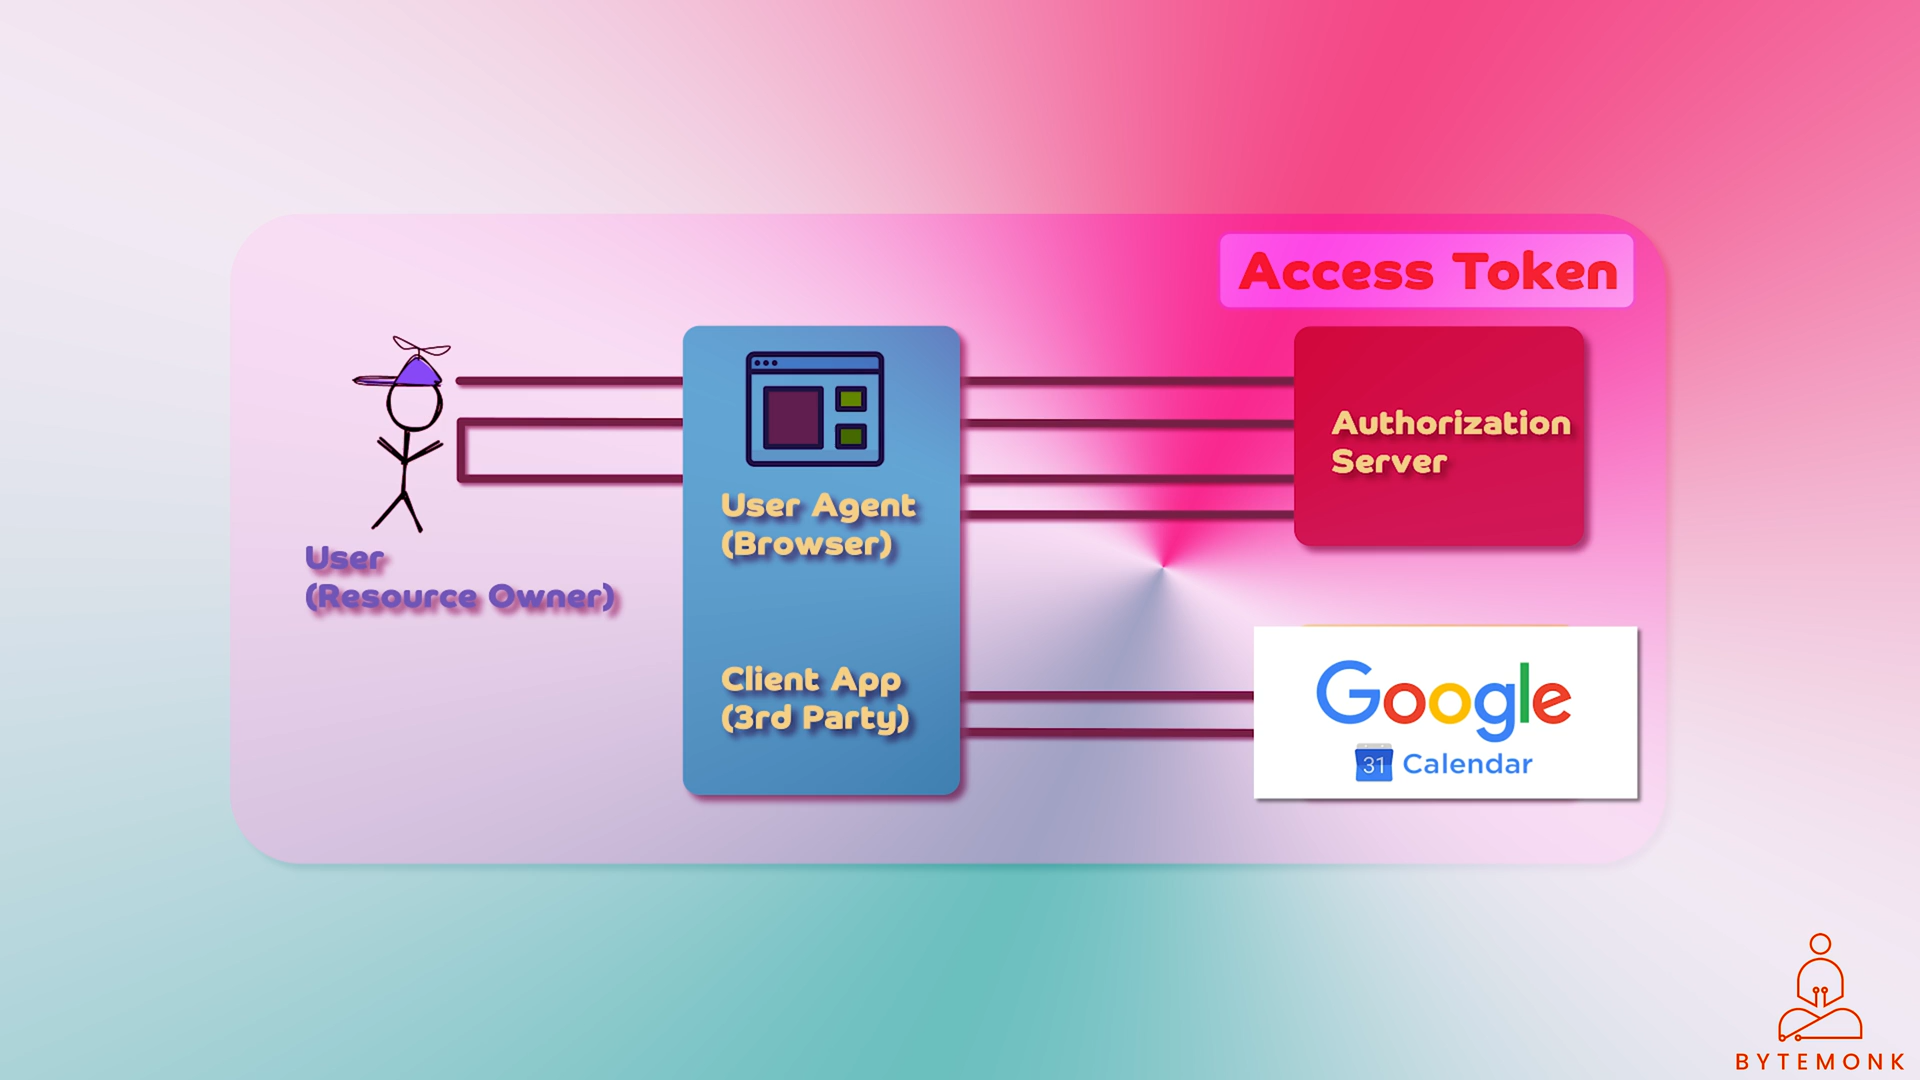 Access Token
User
(Resource Owner)
User Agent
(Browser)
Client App
(3rd Party)
Authorization
Server
Google
31 Calendar
BYTEMONK